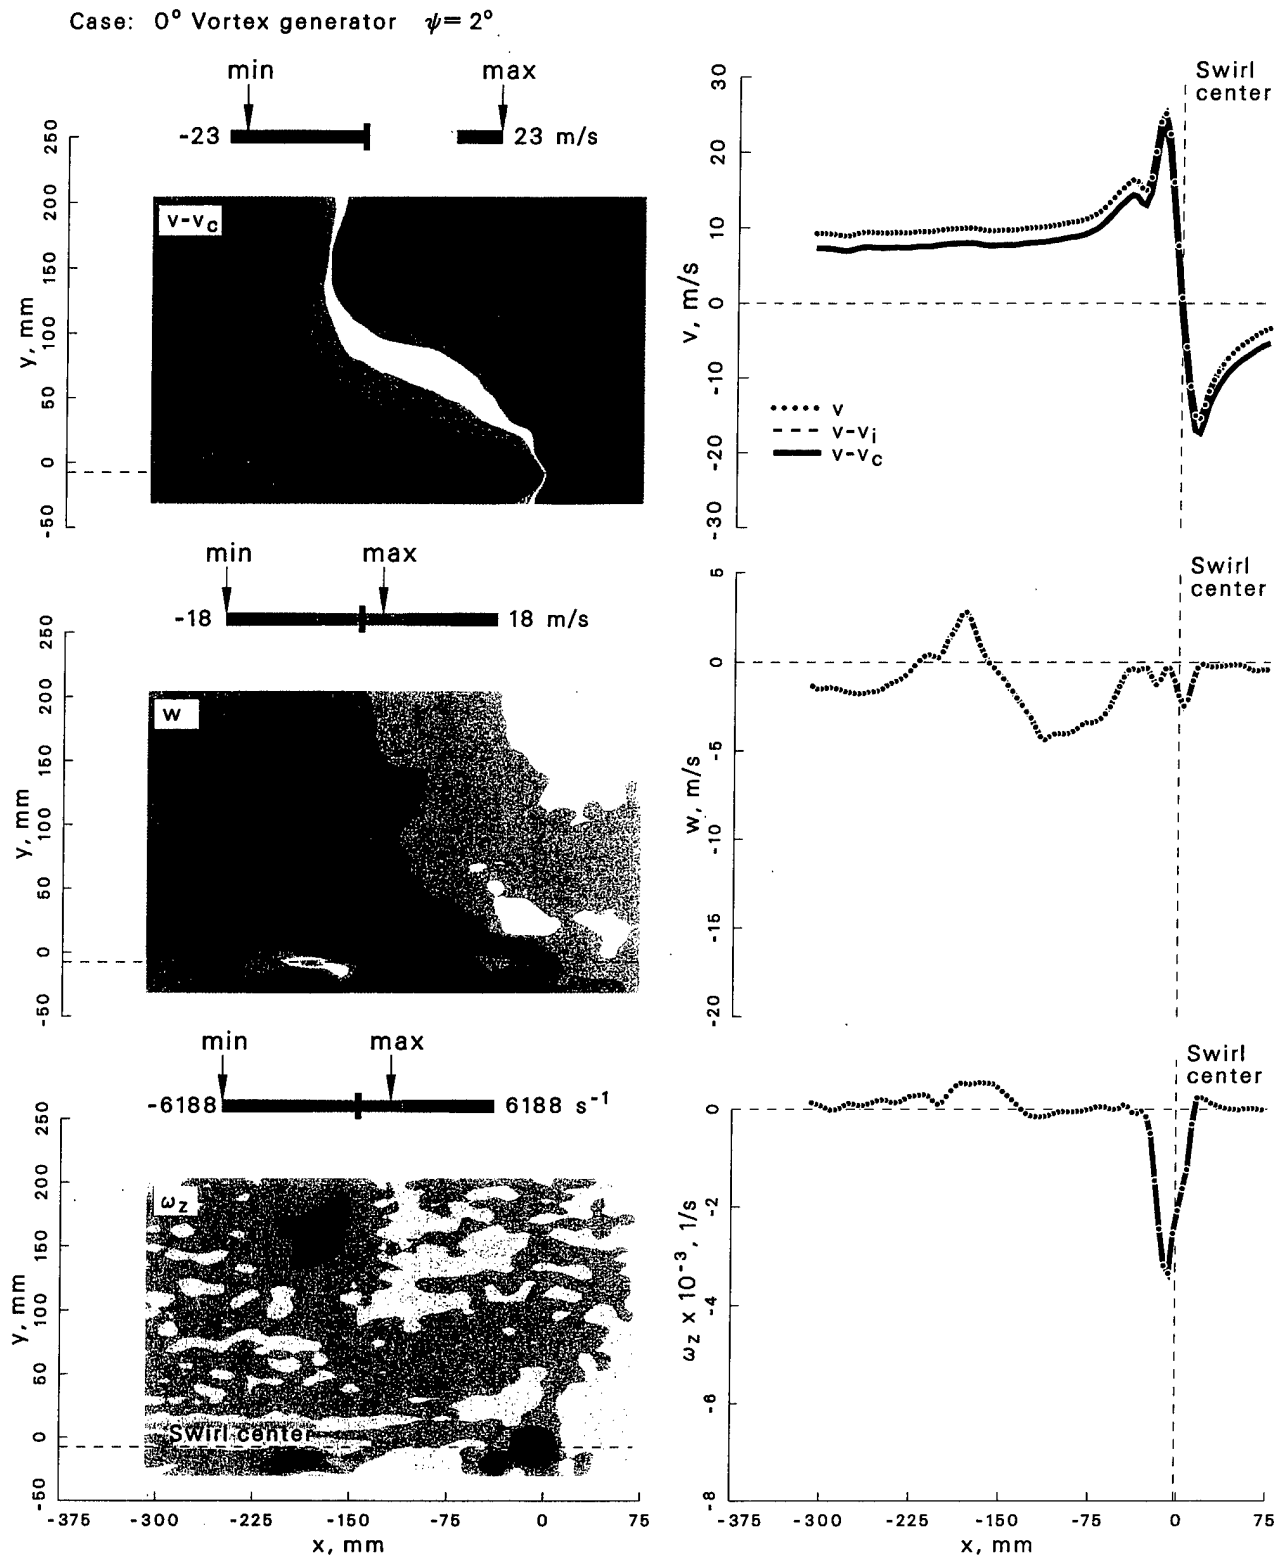 Case: 0° Vortex generator ψ= 2°
min max
-23 23 m/s
250
200
150
100
50
0
-50
y, mm
v-vc
30
20
10
0
-10
-20
-30
v, m/s
Swirl
center
v
v-vi
v-vc
min max
-18 18 m/s
250
200
150
100
50
0
-50
y, mm
w
5
0
-5
-10
-15
-20
w, m/s
Swirl
center
min max
-6188 6188 s⁻¹
250
200
150
100
50
0
-50
y, mm
ωz
Swirl center
-375 -300 -225 -150 -75 0 75
x, mm
0
-2
-4
-6
-8
ωz x 10⁻³, 1/s
Swirl
center
-375 -300 -225 -150 -75 0 75
x, mm